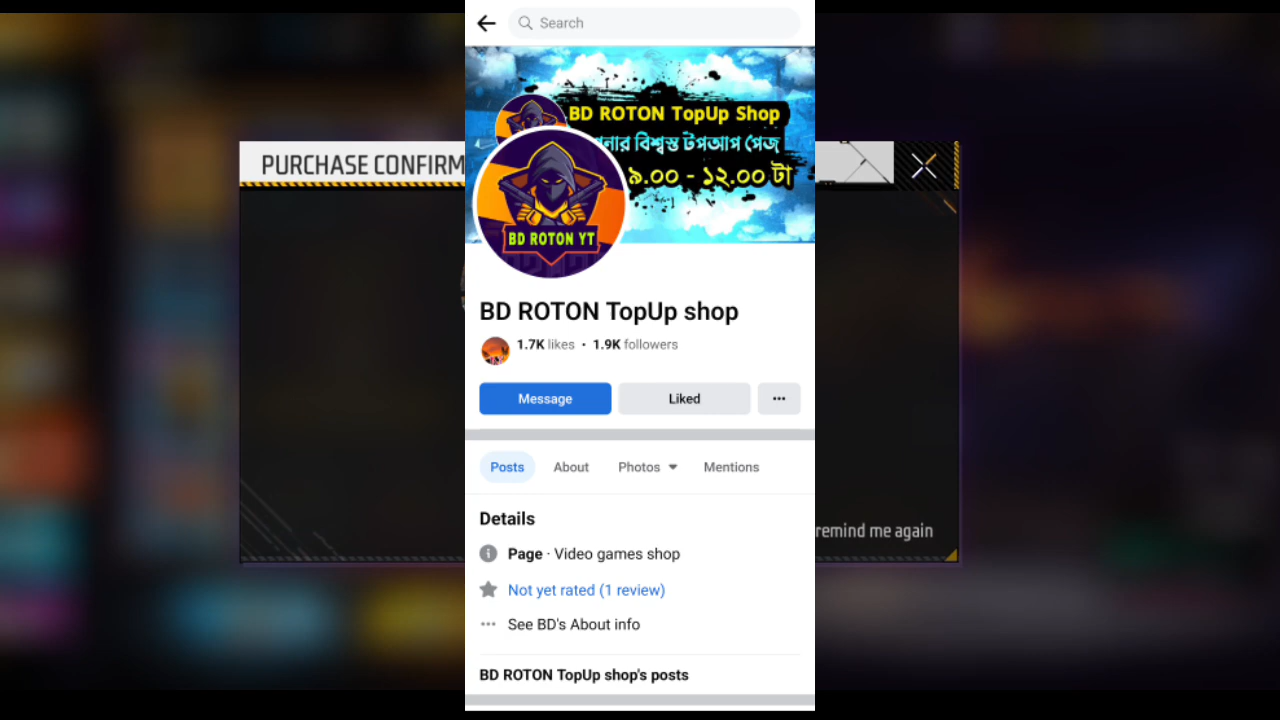 Search
BD ROTON TopUp Shop
বিশ্বস্ত টপআপ পেজ
৯.০০ - ১২.০০ টা
BD ROTON YT
PURCHASE CONFIRM
BD ROTON TopUp shop
1.7K likes • 1.9K followers
Message
Liked
Posts
About
Photos
Mentions
Details
Page · Video games shop
Not yet rated (1 review)
remind me again
See BD's About info
BD ROTON TopUp shop's posts